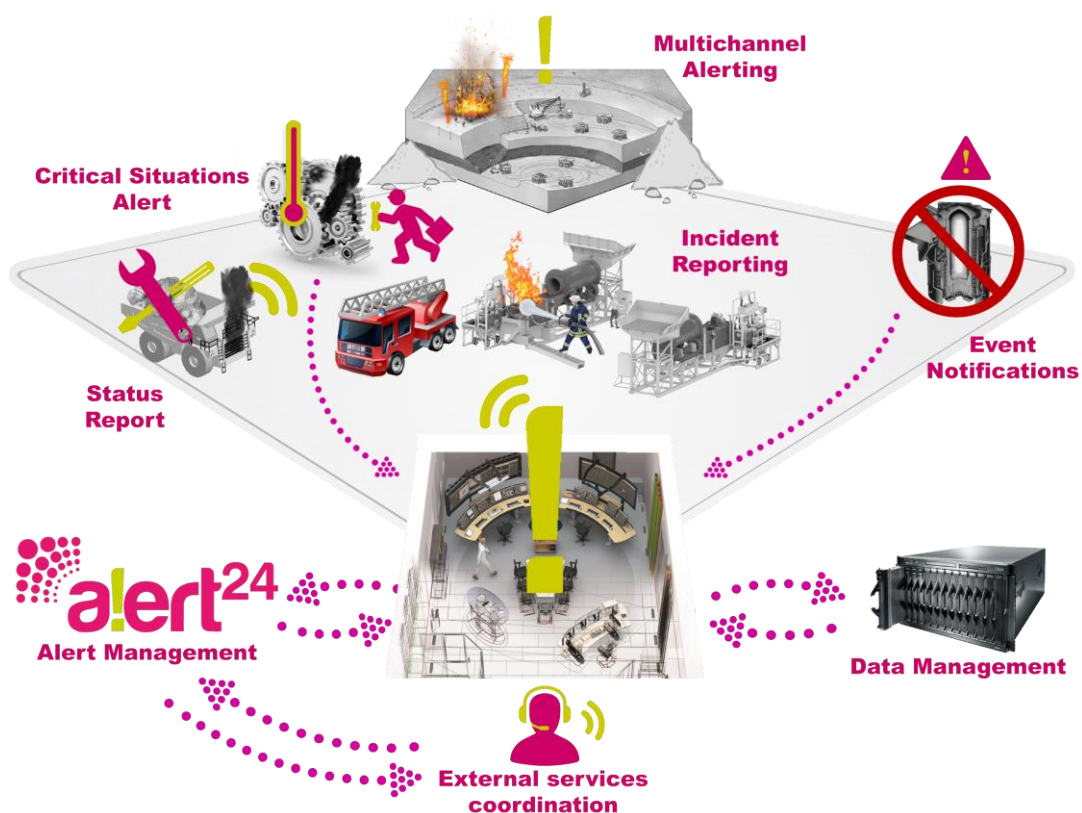 Multichannel
Alerting
Critical Situations
Alert
Incident
Reporting
Event
Notifications
Status
Report
a!ert24
Alert Management
Data Management
External services
coordination